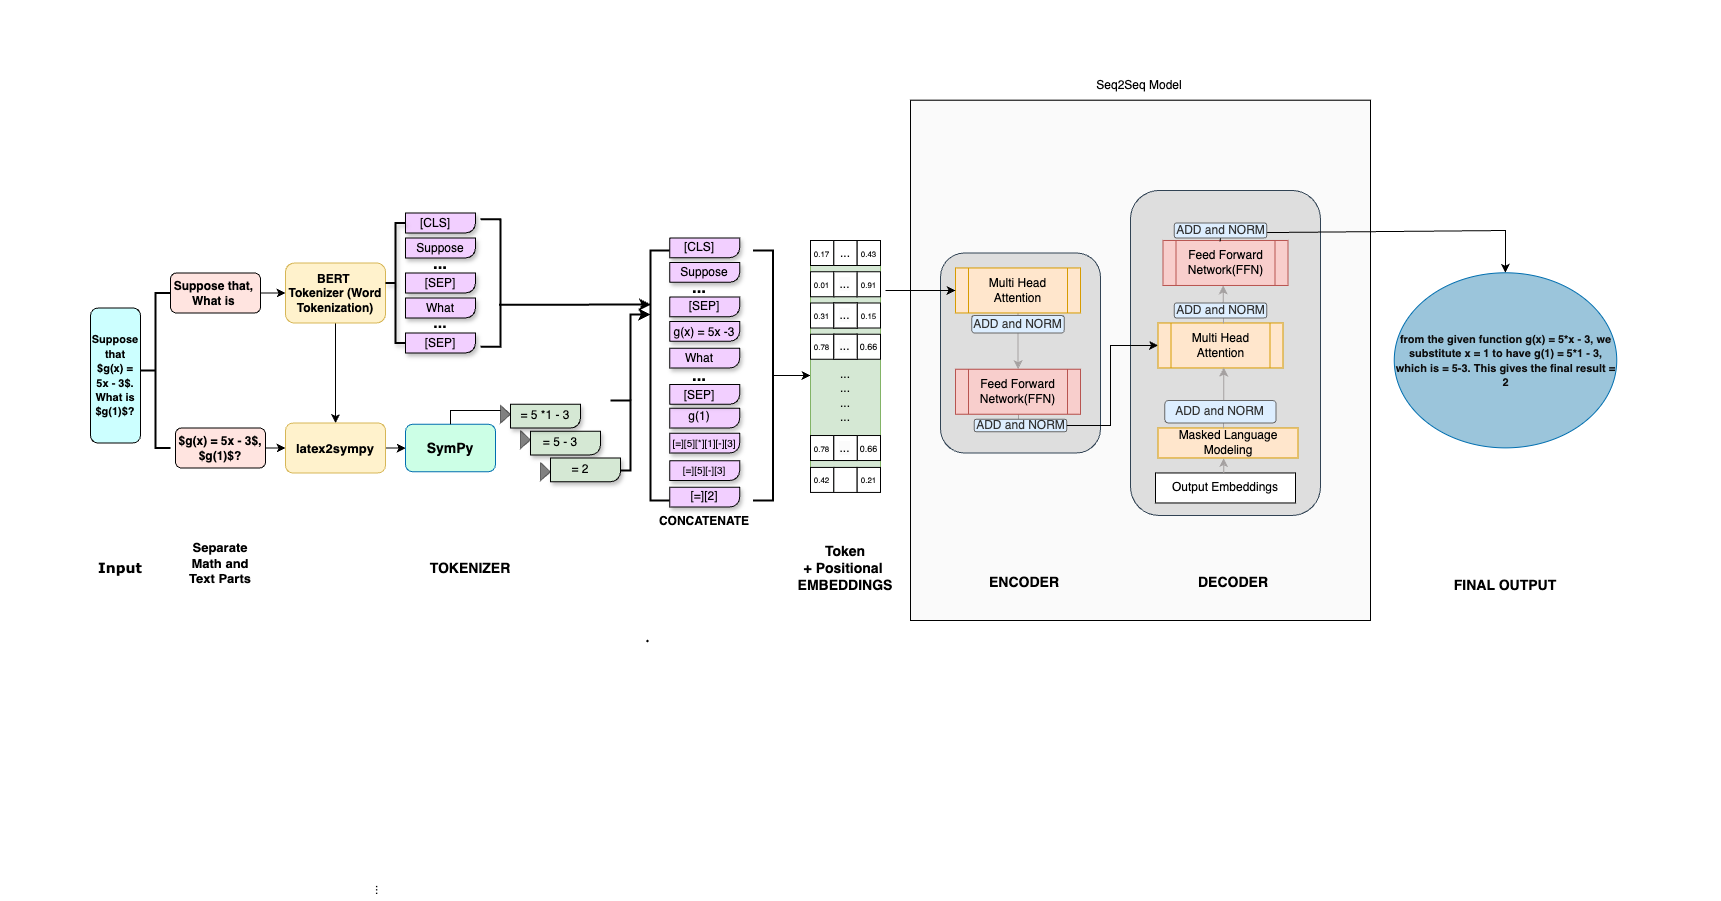 Seq2Seq Model
Suppose
that
$g(x) =
5x - 3$.
What is
$g(1)$?
Suppose that,
What is
$g(x) = 5x - 3$,
$g(1)$?
BERT
Tokenizer (Word
Tokenization)
latex2sympy
SymPy
[CLS]
Suppose
...
[SEP]
What
...
[SEP]
= 5 *1 - 3
= 5 - 3
= 2
[CLS]
Suppose
...
[SEP]
g(x) = 5x -3
What
...
[SEP]
g(1)
[=][5][*][1][-][3]
[=][5][-][3]
[=][2]
CONCATENATE
0.17 ... 0.43
0.01 ... 0.91
0.31 ... 0.15
0.78 ... 0.66
...
...
...
...
0.78 ... 0.66
0.42 0.21
Multi Head
Attention
ADD and NORM
Feed Forward
Network(FFN)
ADD and NORM
ADD and NORM
Feed Forward
Network(FFN)
ADD and NORM
Multi Head
Attention
ADD and NORM
Masked Language
Modeling
Output Embeddings
from the given function g(x) = 5*x - 3, we
substitute x = 1 to have g(1) = 5*1 - 3,
which is = 5-3. This gives the final result =
2
Input
Separate
Math and
Text Parts
TOKENIZER
Token
+ Positional
EMBEDDINGS
ENCODER
DECODER
FINAL OUTPUT